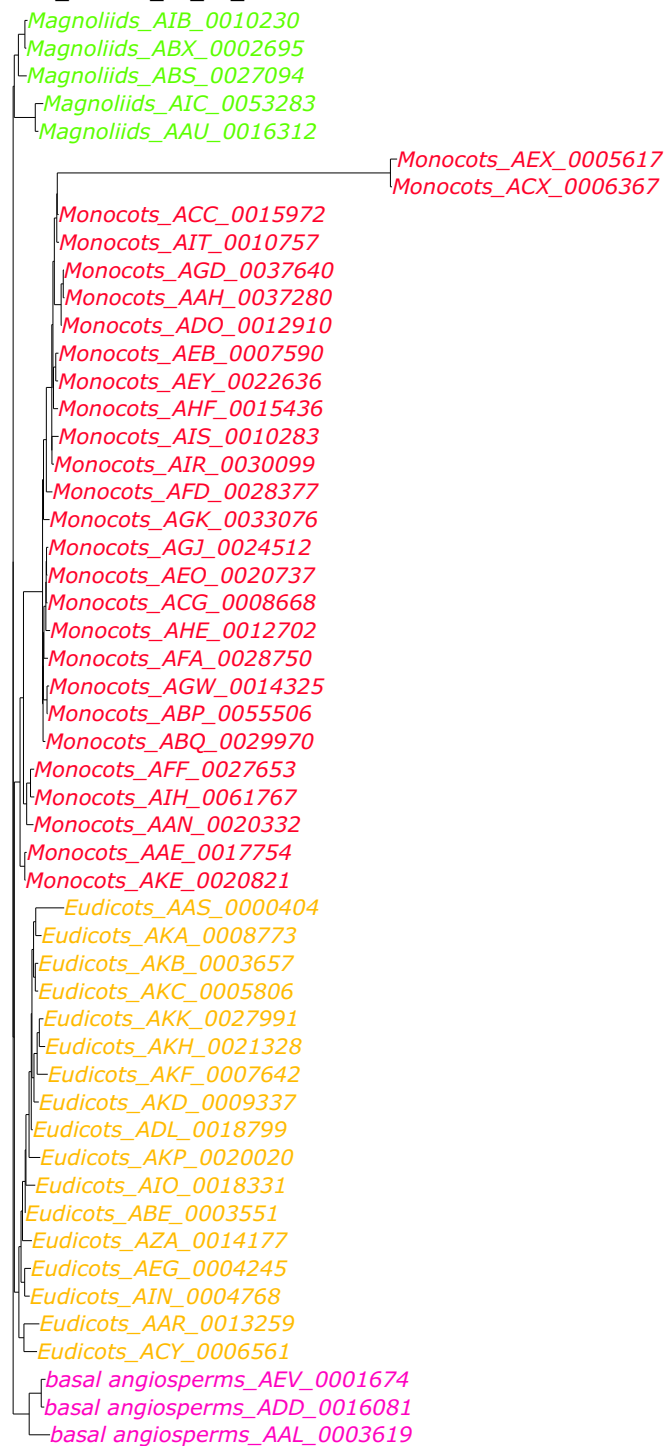 Magnoliids_AIB_0010230
Magnoliids_ABX_0002695
Magnoliids_ABS_0027094
Magnoliids_AIC_0053283
Magnoliids_AAU_0016312
Monocots_AEX_0005617
Monocots_ACX_0006367
Monocots_ACC_0015972
Monocots_AIT_0010757
Monocots_AGD_0037640
Monocots_AAH_0037280
Monocots_ADO_0012910
Monocots_AEB_0007590
Monocots_AEY_0022636
Monocots_AHF_0015436
Monocots_AIS_0010283
Monocots_AIR_0030099
Monocots_AFD_0028377
Monocots_AGK_0033076
Monocots_AGJ_0024512
Monocots_AEO_0020737
Monocots_ACG_0008668
Monocots_AHE_0012702
Monocots_AFA_0028750
Monocots_AGW_0014325
Monocots_ABP_0055506
Monocots_ABQ_0029970
Monocots_AFF_0027653
Monocots_AIH_0061767
Monocots_AAN_0020332
Monocots_AAE_0017754
Monocots_AKE_0020821
Eudicots_AAS_0000404
Eudicots_AKA_0008773
Eudicots_AKB_0003657
Eudicots_AKC_0005806
Eudicots_AKK_0027991
Eudicots_AKH_0021328
Eudicots_AKF_0007642
Eudicots_AKD_0009337
Eudicots_ADL_0018799
Eudicots_AKP_0020020
Eudicots_AIO_0018331
Eudicots_ABE_0003551
Eudicots_AZA_0014177
Eudicots_AEG_0004245
Eudicots_AIN_0004768
Eudicots_AAR_0013259
Eudicots_ACY_0006561
basal angiosperms_AEV_0001674
basal angiosperms_ADD_0016081
basal angiosperms_AAL_0003619